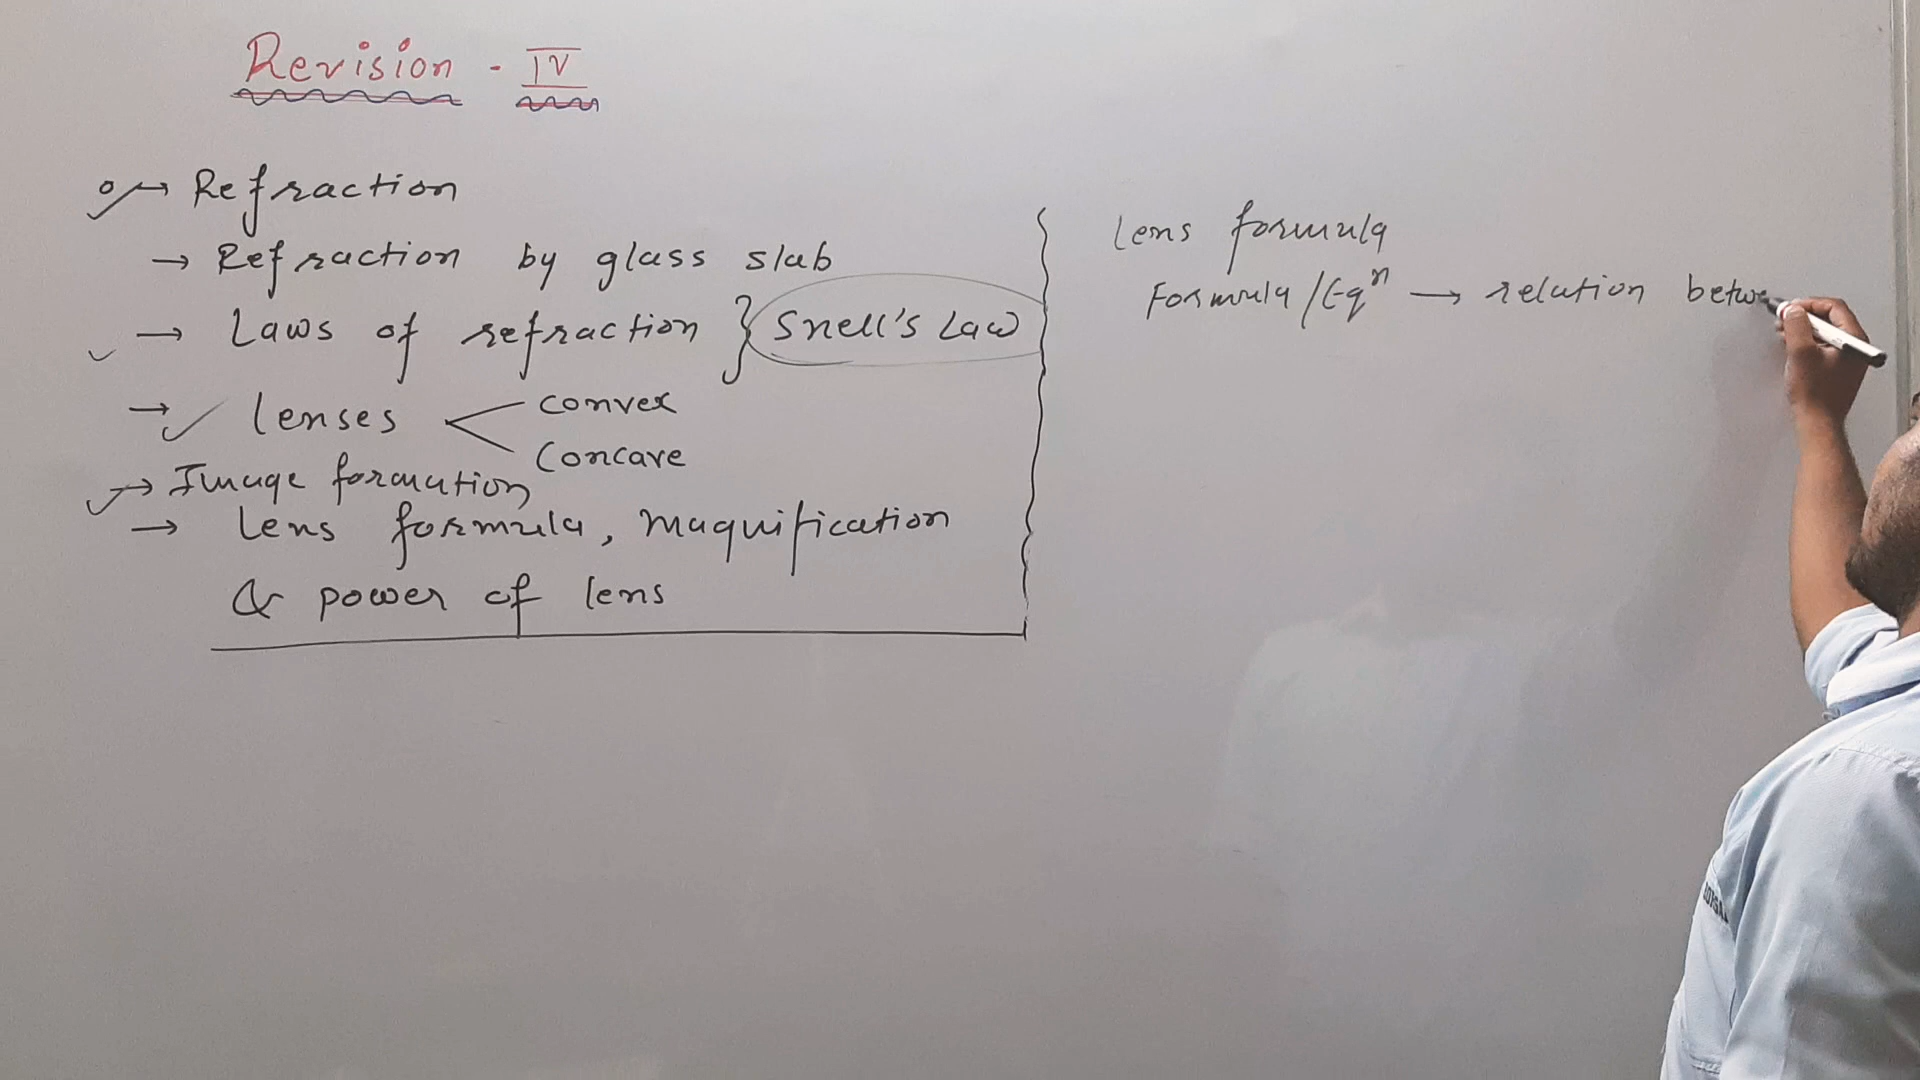 Revision - IV
→ Refraction
→ Refraction by glass slab
→ Laws of refraction } Snell's Law
→ lenses
convex
Concave
→ Image formation
→ lens formula, magnification
& power of lens
lens formula
Formula/Eqⁿ → relation betwe